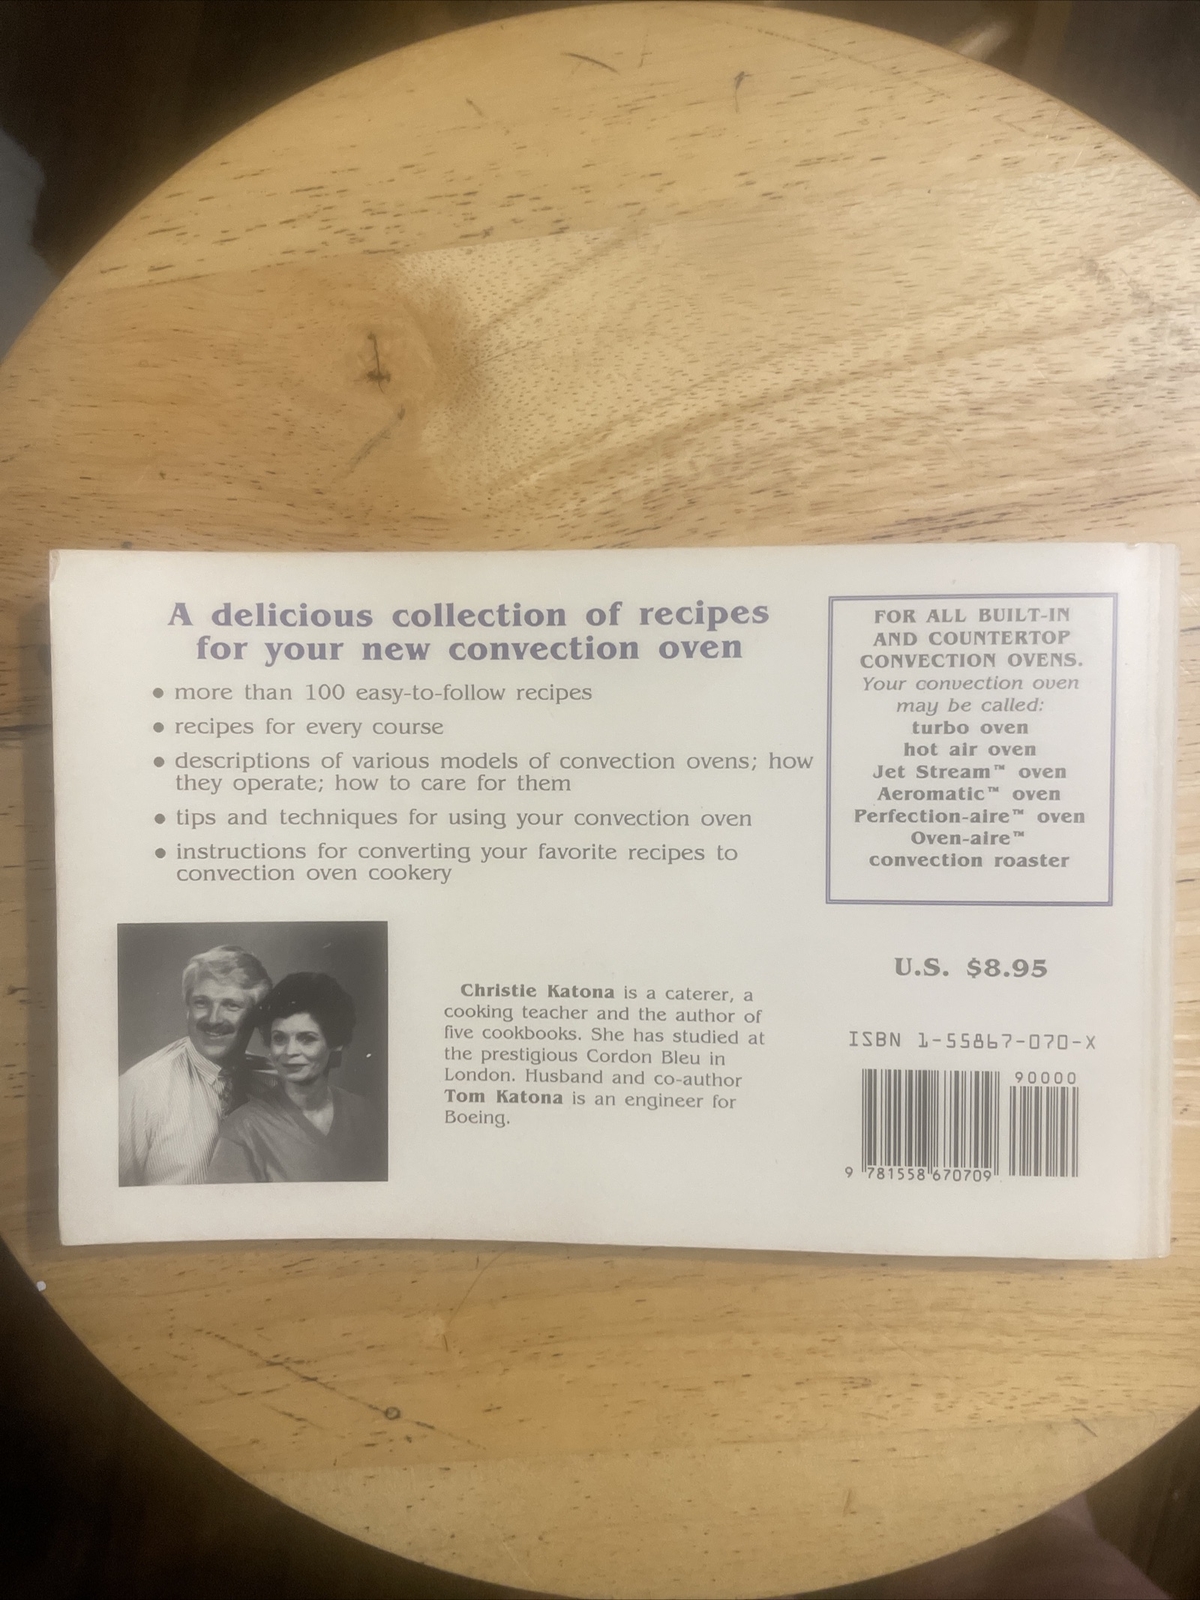 A delicious collection of recipes
for your new convection oven
● more than 100 easy-to-follow recipes
● recipes for every course
● descriptions of various models of convection ovens; how
they operate; how to care for them
● tips and techniques for using your convection oven
● instructions for converting your favorite recipes to
convection oven cookery
FOR ALL BUILT-IN
AND COUNTERTOP
CONVECTION OVENS.
Your convection oven
may be called:
turbo oven
hot air oven
Jet Stream™ oven
Aeromatic™ oven
Perfection-aire™ oven
Oven-aire™
convection roaster
Christie Katona is a caterer, a
cooking teacher and the author of
five cookbooks. She has studied at
the prestigious Cordon Bleu in
London. Husband and co-author
Tom Katona is an engineer for
Boeing.
U.S. $8.95
ISBN 1-55867-070-X
90000
9 781558 670709